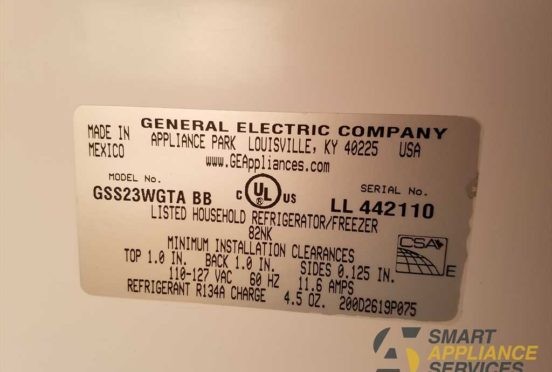 GENERAL ELECTRIC COMPANY
MADE IN
MEXICO
APPLIANCE PARK LOUISVILLE, KY 40225 USA
www.GEAppliances.com
MODEL No.
GSS23WGTA BB
C UL US
SERIAL No.
LL 442110
LISTED HOUSEHOLD REFRIGERATOR/FREEZER
82NK
MINIMUM INSTALLATION CLEARANCES
TOP 1.0 IN. BACK 1.0 IN. SIDES 0.125 IN.
110-127 VAC 60 HZ 11.6 AMPS
REFRIGERANT R134A CHARGE 4.5 OZ. 200D2619P075
CSA
E
SMART
APPLIANCE
SERVICES